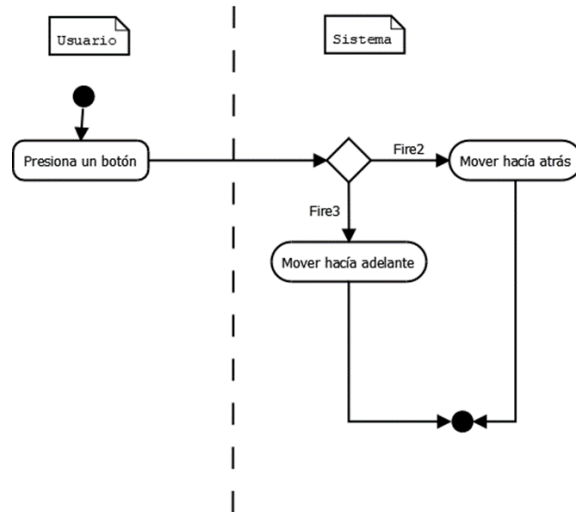 Usuario
Sistema
Presiona un botón
Fire2
Mover hacía atrás
Fire3
Mover hacía adelante